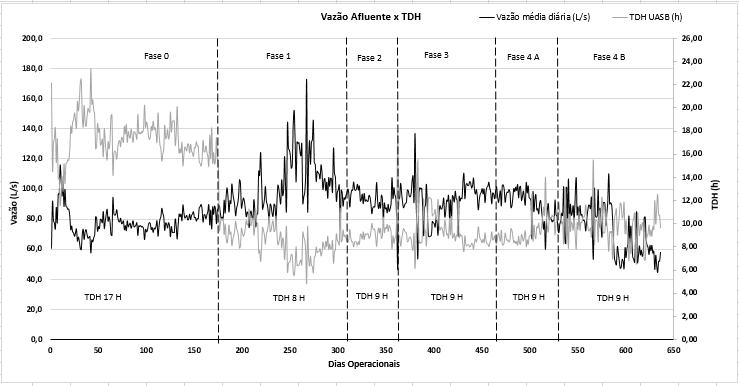 Vazão Afluente x TDH
Vazão média diária (L/s)
TDH UASB (h)
200,0
180,0
160,0
140,0
120,0
100,0
80,0
60,0
40,0
20,0
0,0
Vazão (L/s)
Fase 0
Fase 1
Fase 2
Fase 3
Fase 4 A
Fase 4 B
TDH 17 H
TDH 8 H
TDH 9 H
TDH 9 H
TDH 9 H
TDH 9 H
26,00
24,00
22,00
20,00
18,00
16,00
14,00
12,00
10,00
8,00
6,00
4,00
2,00
0,00
TDH (h)
0 50 100 150 200 250 300 350 400 450 500 550 600 650
Dias Operacionais